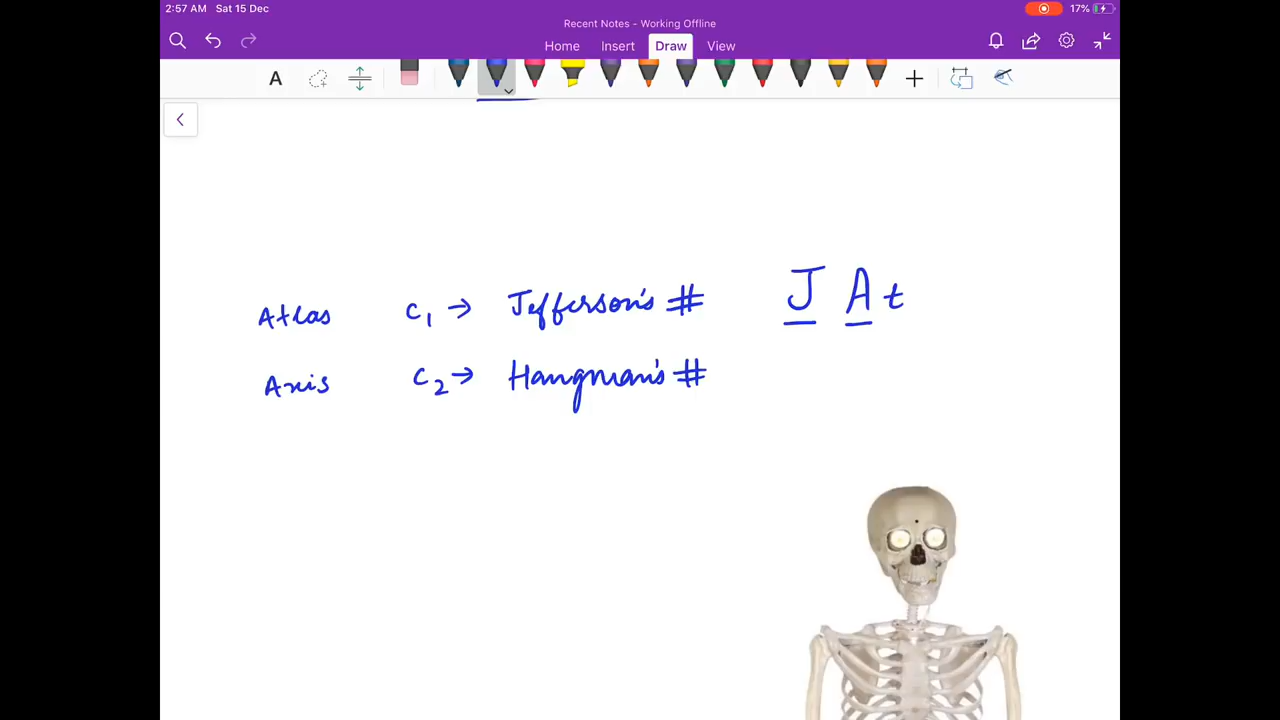 2:57 AM Sat 15 Dec
17%
Recent Notes - Working Offline
Home Insert Draw View
A
Atlas C1 → Jefferson's # J A t
Axis C2 → Hangman's #